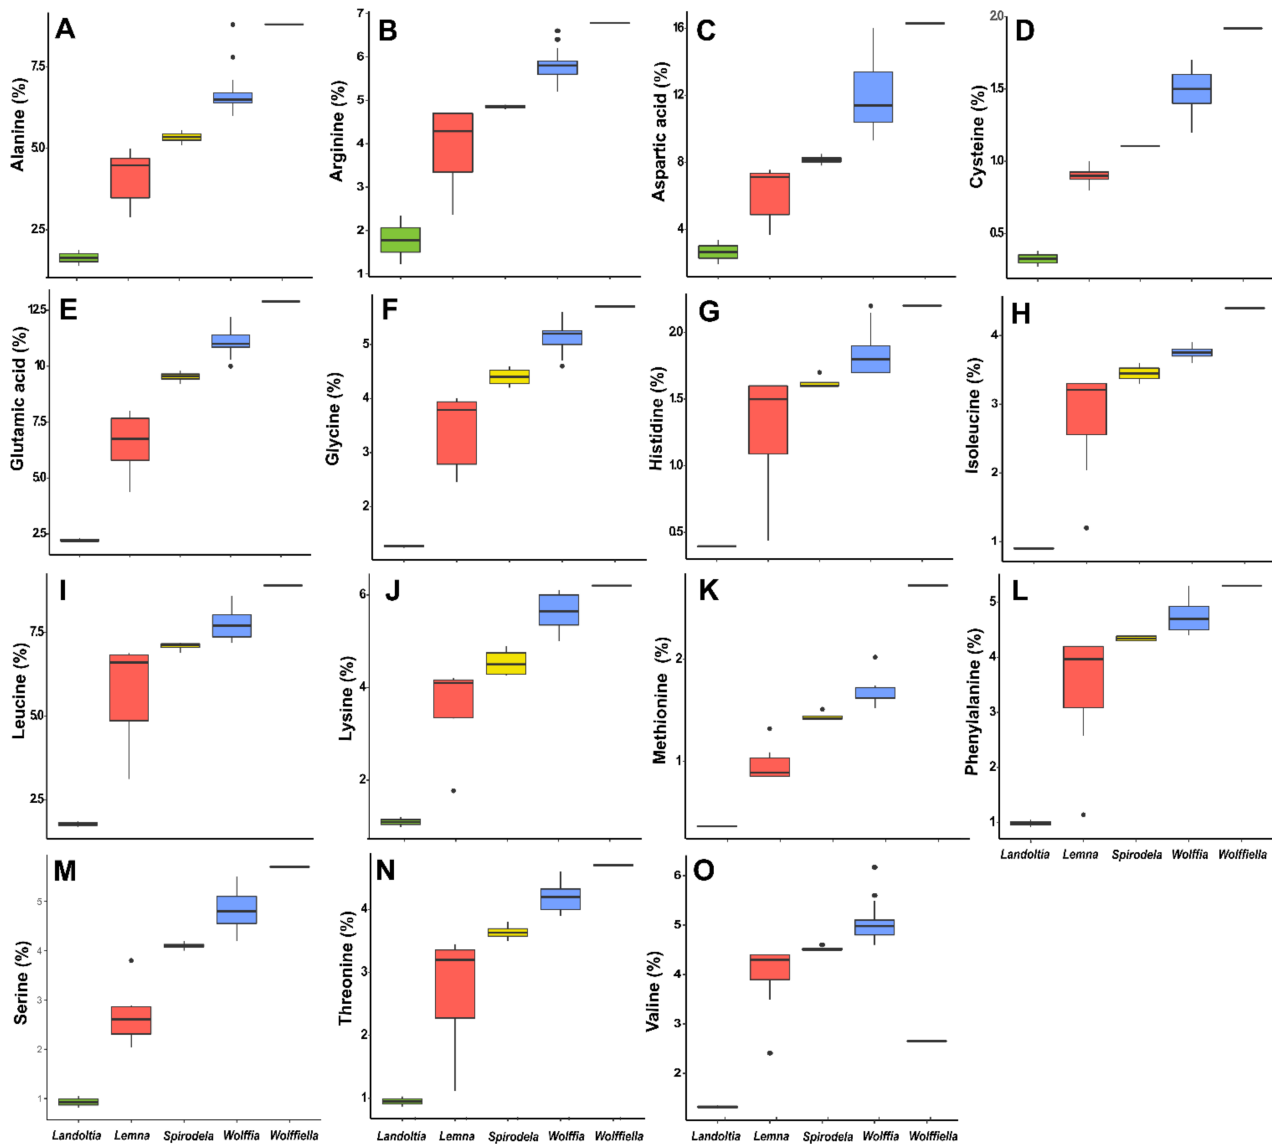 A
Alanine (%)
7.5
5.0
2.5
B
Arginine (%)
7
6
5
4
3
2
1
C
Aspartic acid (%)
16
12
8
4
D
Cysteine (%)
2.0
1.5
1.0
0.5
E
Glutamic acid (%)
12.5
10
7.5
5.0
2.5
F
Glycine (%)
5
4
3
2
G
Histidine (%)
2.0
1.5
1.0
0.5
H
Isoleucine (%)
4
3
2
1
I
Leucine (%)
7.5
5.0
2.5
J
Lysine (%)
6
4
2
K
Methionine (%)
2
1
L
Phenylalanine (%)
5
4
3
2
1
Landoltia Lemna Spirodela Wolffia Wolffiella
M
Serine (%)
5
4
3
2
1
Landoltia Lemna Spirodela Wolffia Wolffiella
N
Threonine (%)
4
3
2
1
Landoltia Lemna Spirodela Wolffia Wolffiella
O
Valine (%)
6
5
4
3
2
Landoltia Lemna Spirodela Wolffia Wolffiella